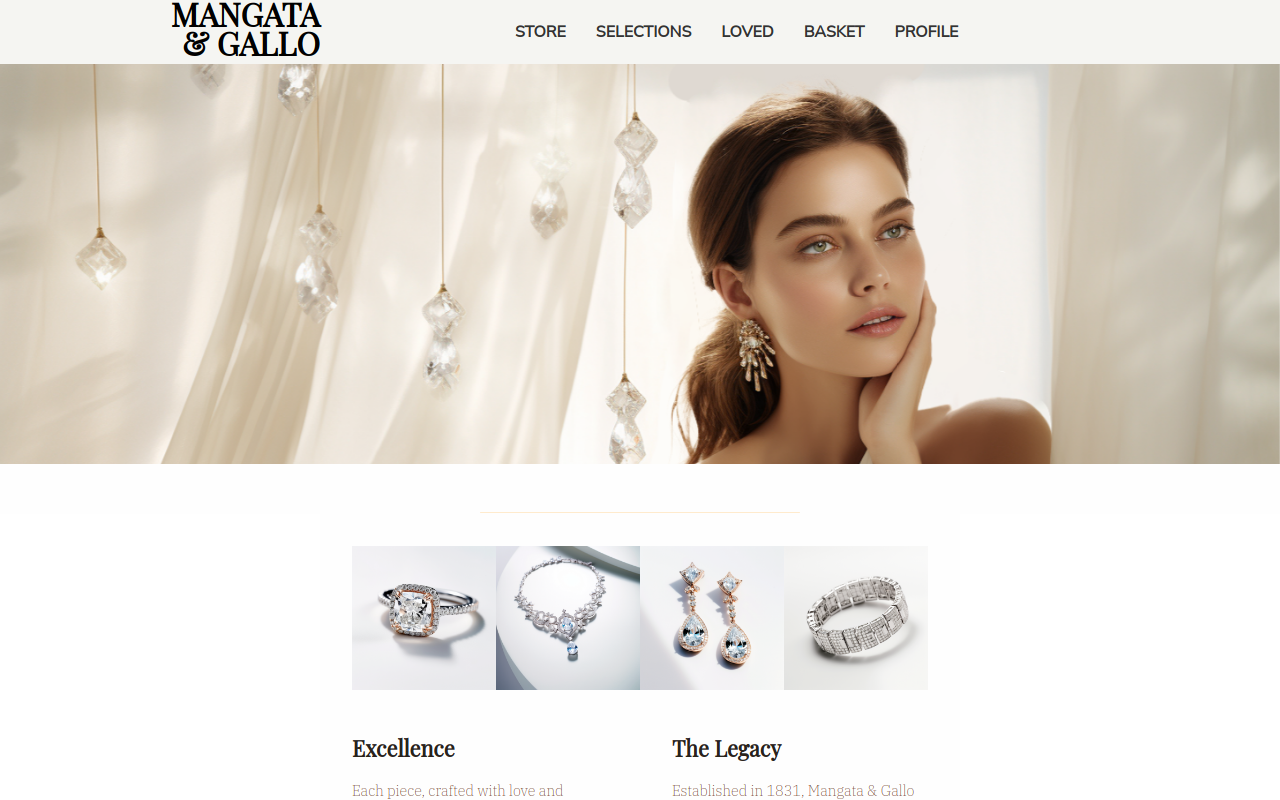 MANGATA
& GALLO
STORE SELECTIONS LOVED BASKET PROFILE
Excellence
Each piece, crafted with love and
The Legacy
Established in 1831, Mangata & Gallo